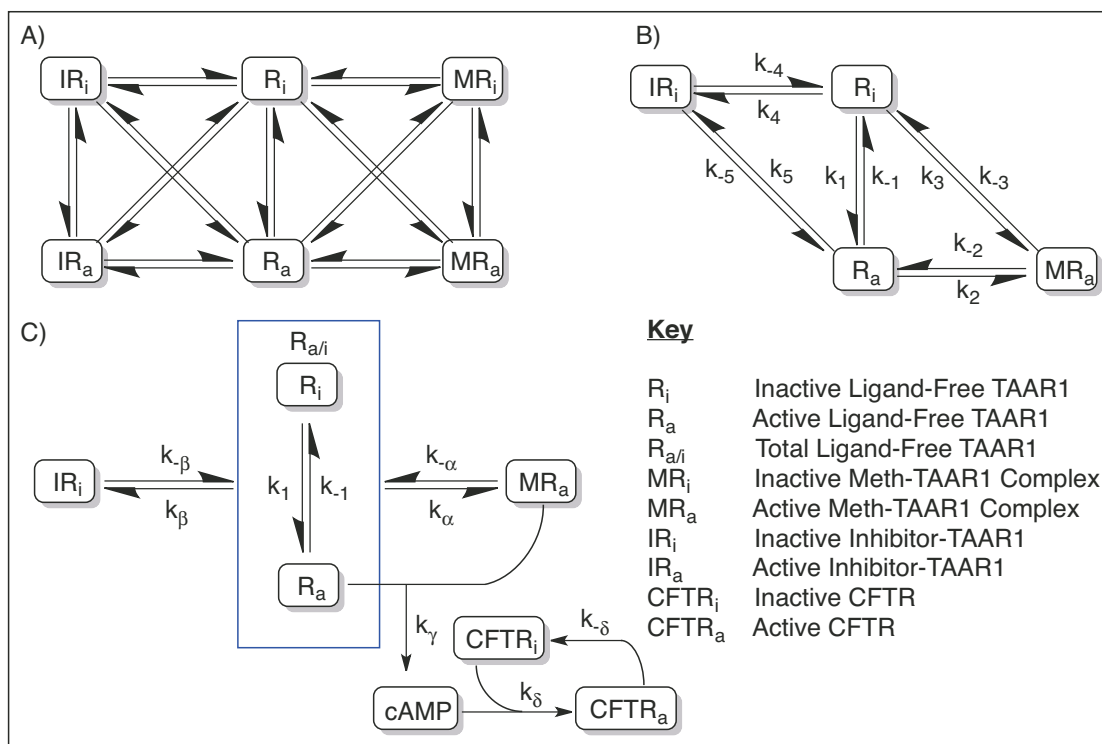 A)
IRi Ri MRi
IRa Ra MRa
B)
k-4
IRi Ri
k4
k-5 k5 k1 k-1 k3 k-3
k-2
Ra MRa
k2
C)
Ra/i
Ri
k-β k-α
IRi k1 k-1 MRa
kβ kα
Ra
kγ
CFTRi k-δ
cAMP kδ CFTRa
Key
Ri Inactive Ligand-Free TAAR1
Ra Active Ligand-Free TAAR1
Ra/i Total Ligand-Free TAAR1
MRi Inactive Meth-TAAR1 Complex
MRa Active Meth-TAAR1 Complex
IRi Inactive Inhibitor-TAAR1
IRa Active Inhibitor-TAAR1
CFTRi Inactive CFTR
CFTRa Active CFTR